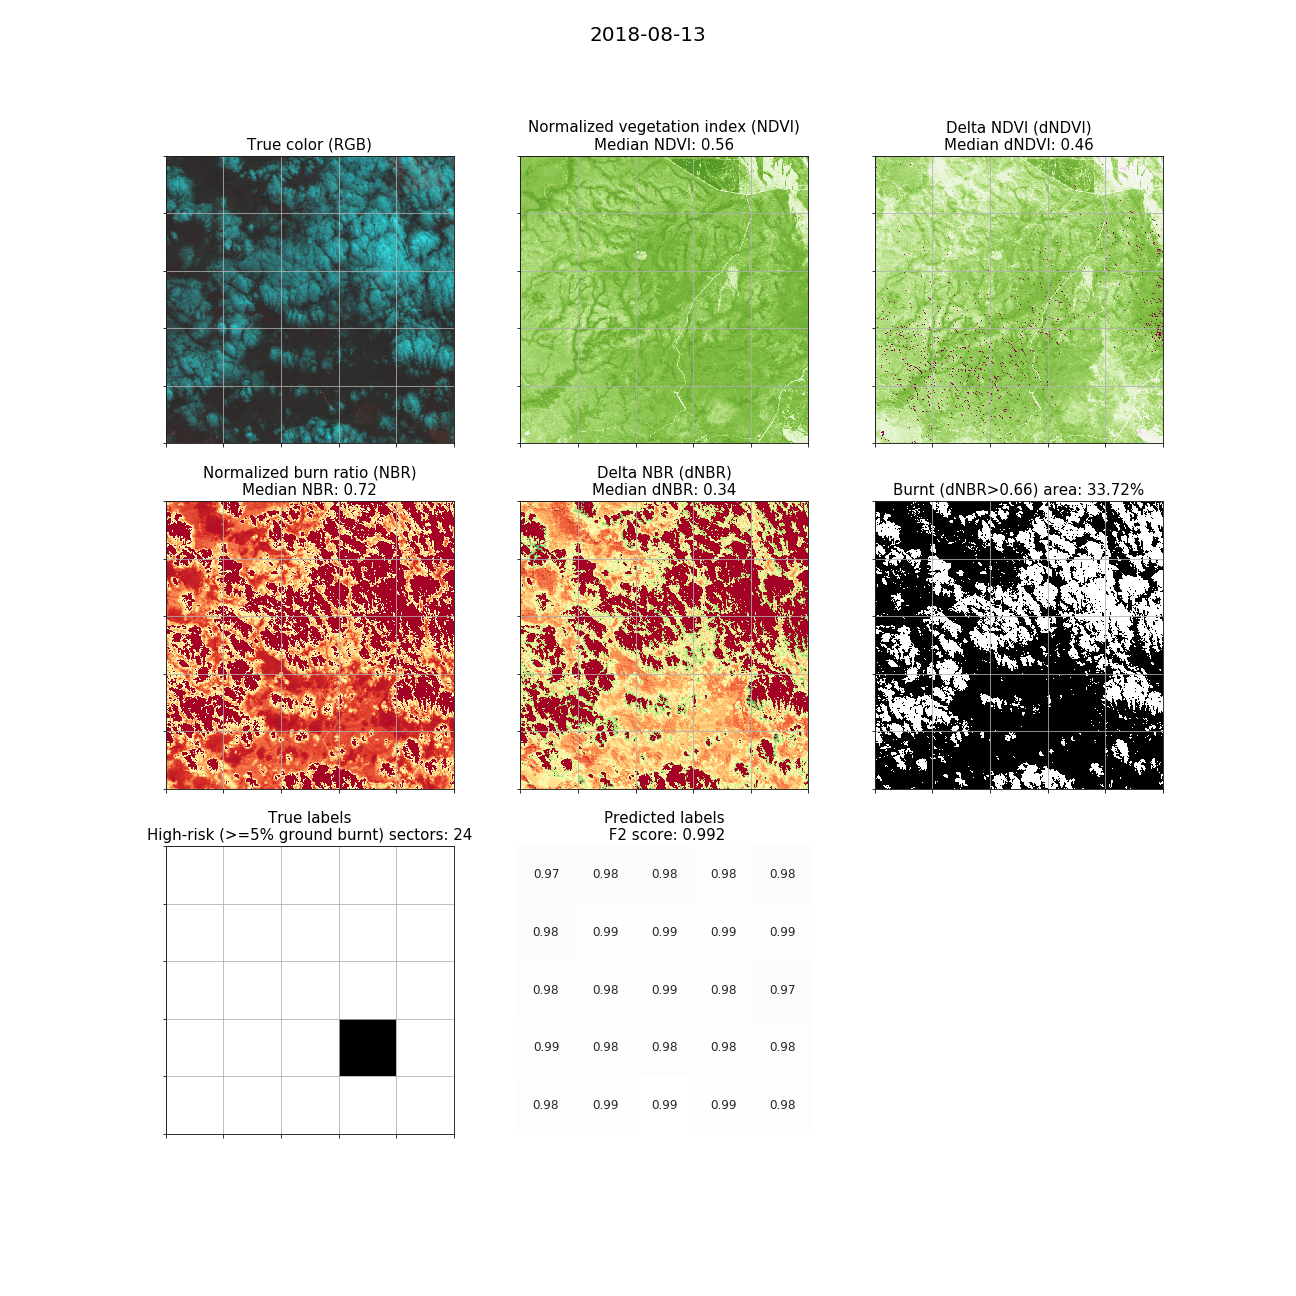 2018-08-13
True color (RGB)
Normalized vegetation index (NDVI)
Median NDVI: 0.56
Delta NDVI (dNDVI)
Median dNDVI: 0.46
Normalized burn ratio (NBR)
Median NBR: 0.72
Delta NBR (dNBR)
Median dNBR: 0.34
Burnt (dNBR>0.66) area: 33.72%
True labels
High-risk (>=5% ground burnt) sectors: 24
Predicted labels
F2 score: 0.992
0.97 0.98 0.98 0.98 0.98
0.98 0.99 0.99 0.99 0.99
0.98 0.98 0.99 0.98 0.97
0.99 0.98 0.98 0.98 0.98
0.98 0.99 0.99 0.99 0.98